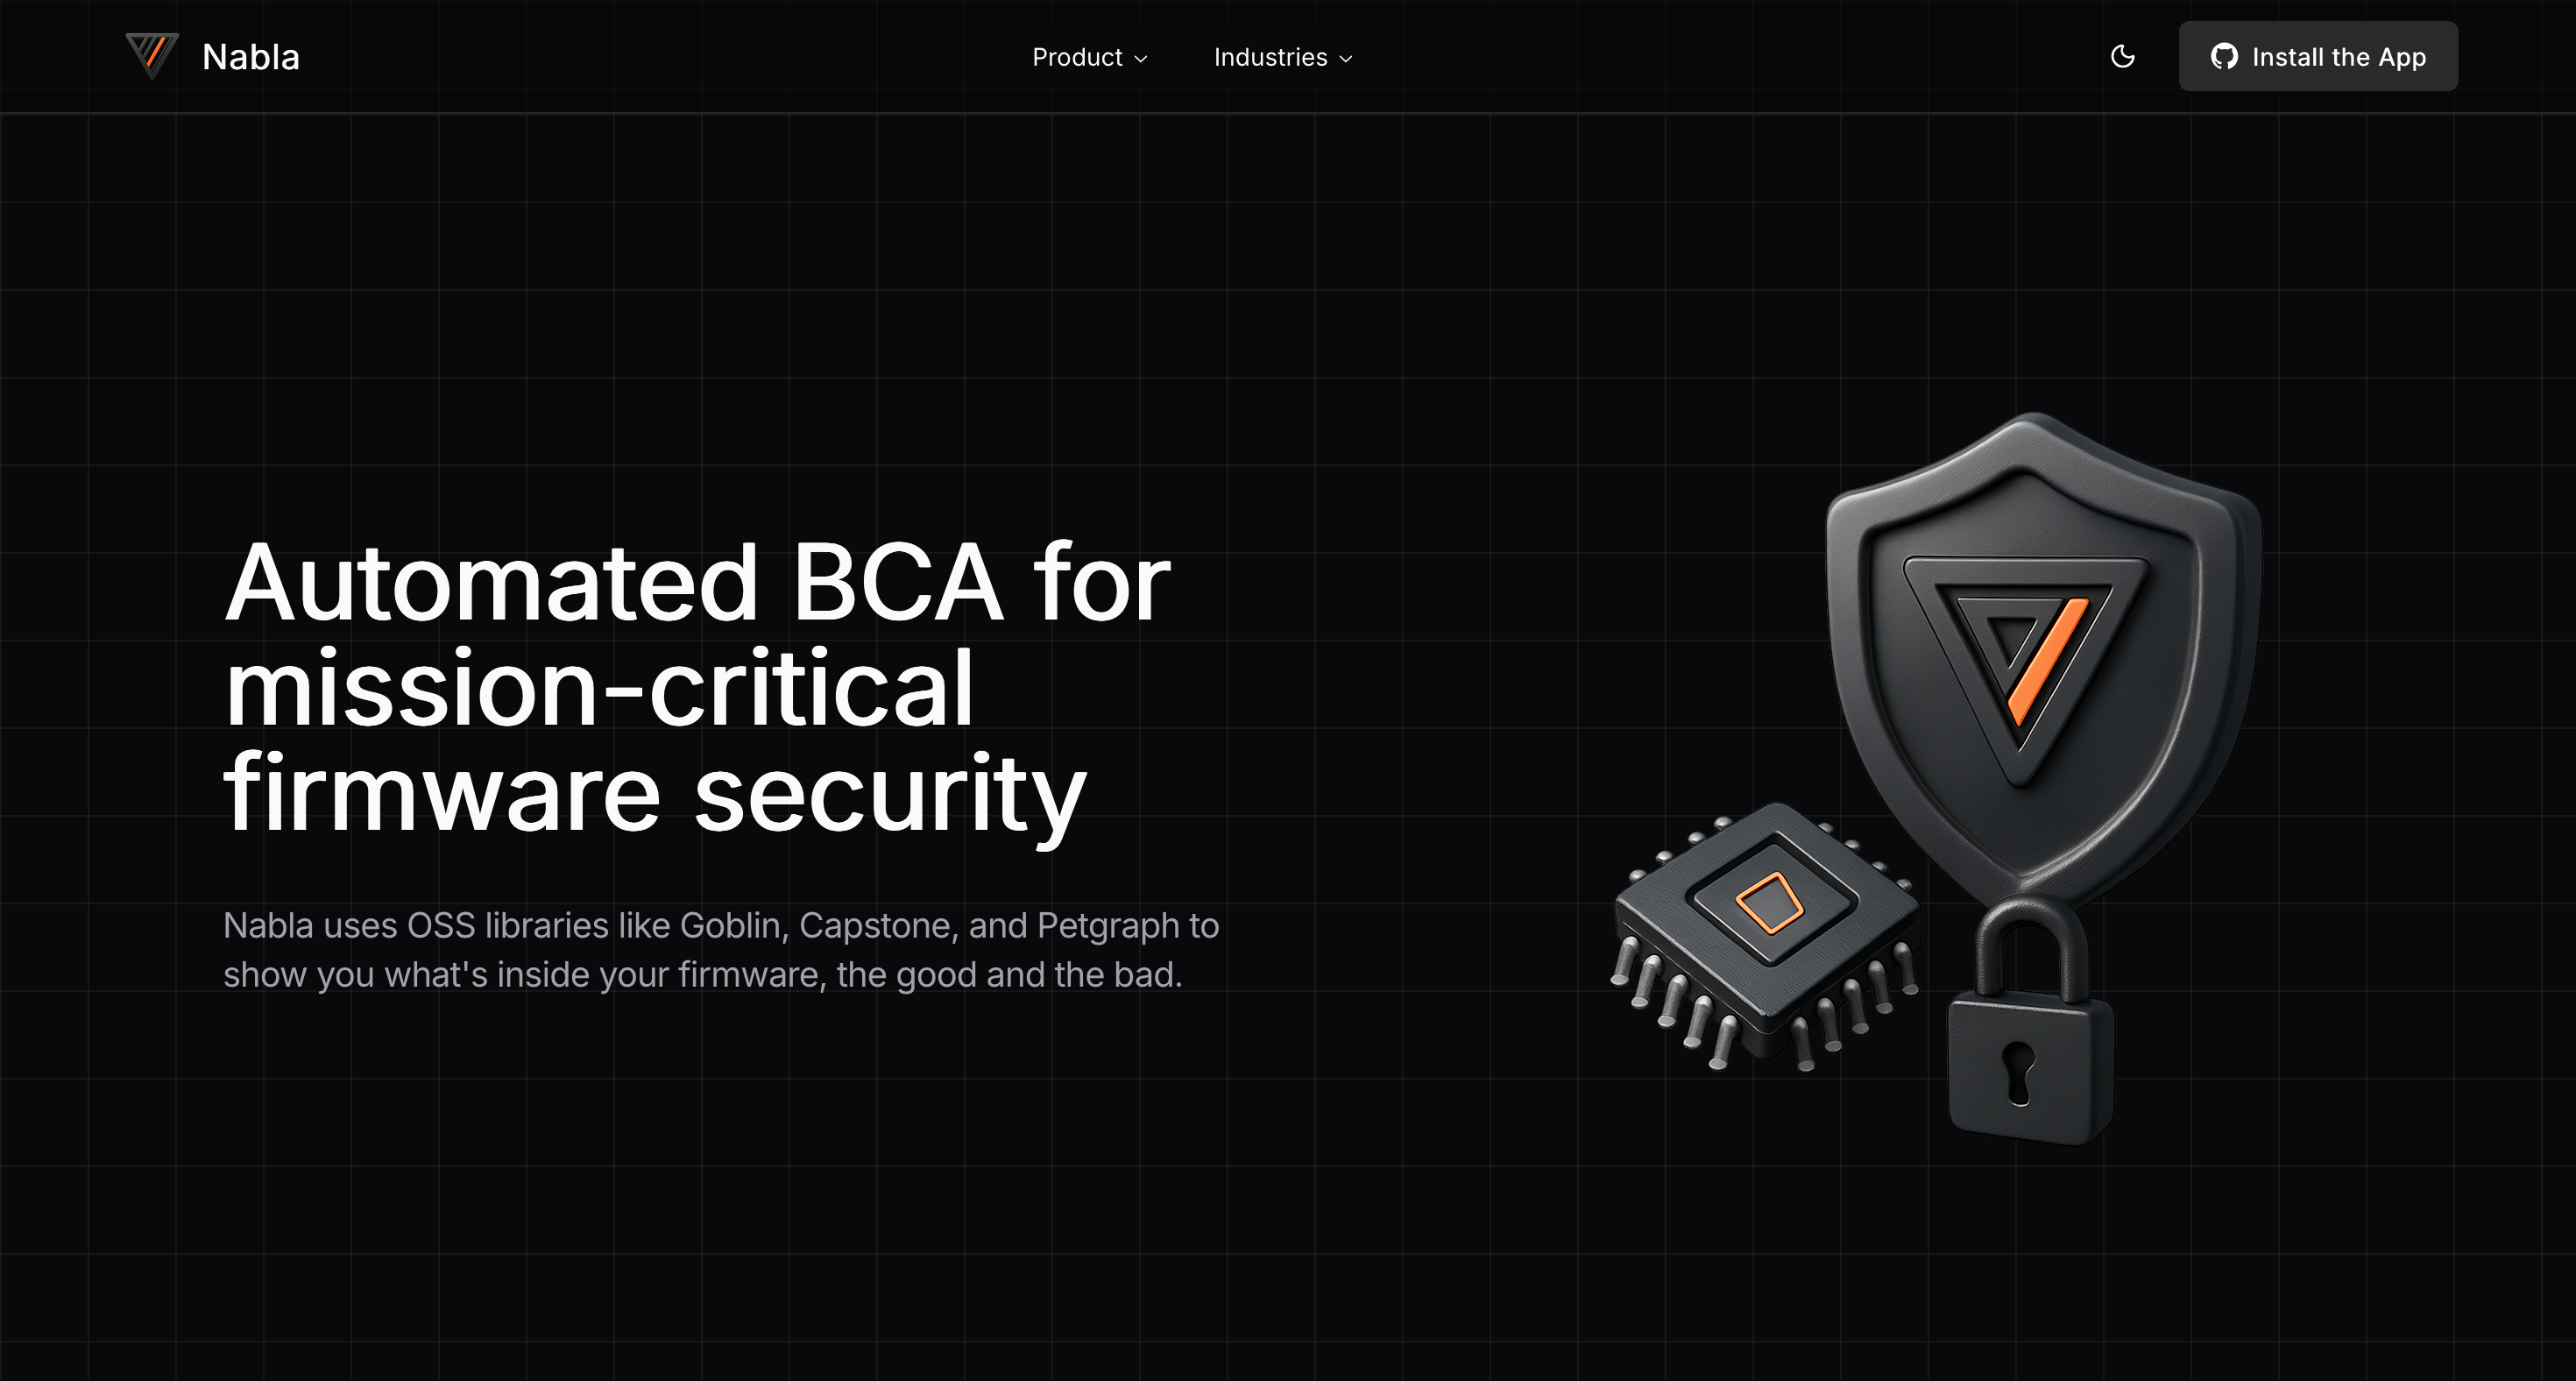 Nabla
Product
Industries
Install the App
Automated BCA for
mission-critical
firmware security
Nabla uses OSS libraries like Goblin, Capstone, and Petgraph to
show you what's inside your firmware, the good and the bad.